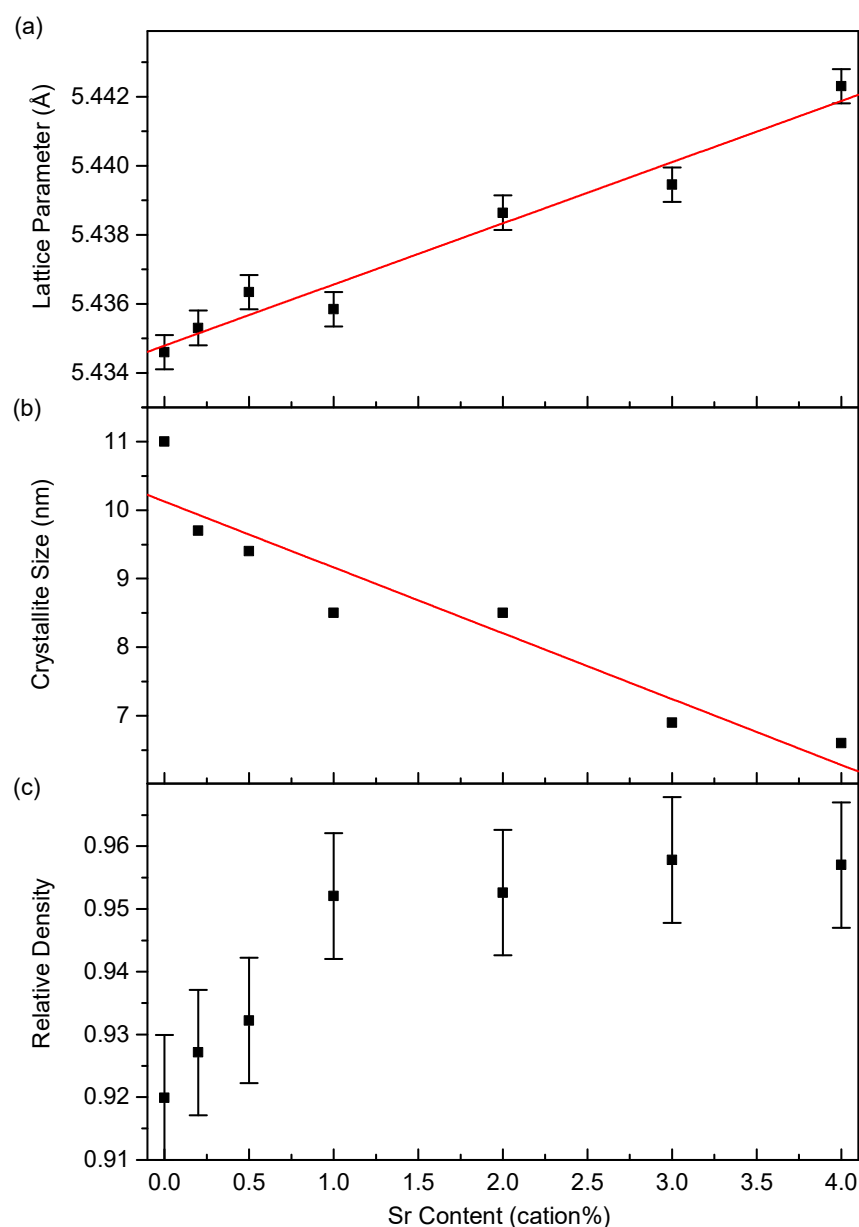 (a)
Lattice Parameter (Å)
5.442
5.440
5.438
5.436
5.434
(b)
Crystallite Size (nm)
11
10
9
8
7
(c)
Relative Density
0.96
0.95
0.94
0.93
0.92
0.91
0.0 0.5 1.0 1.5 2.0 2.5 3.0 3.5 4.0
Sr Content (cation%)